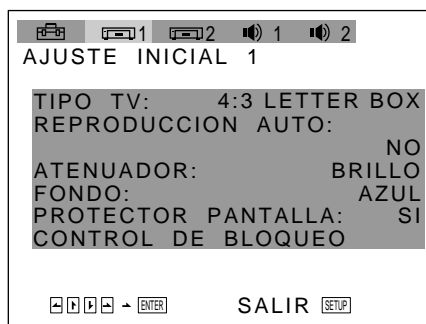 1 2 1 2
AJUSTE INICIAL 1
TIPO TV: 4:3 LETTER BOX
REPRODUCCION AUTO:
NO
ATENUADOR: BRILLO
FONDO: AZUL
PROTECTOR PANTALLA: SI
CONTROL DE BLOQUEO
ENTER SALIR SETUP